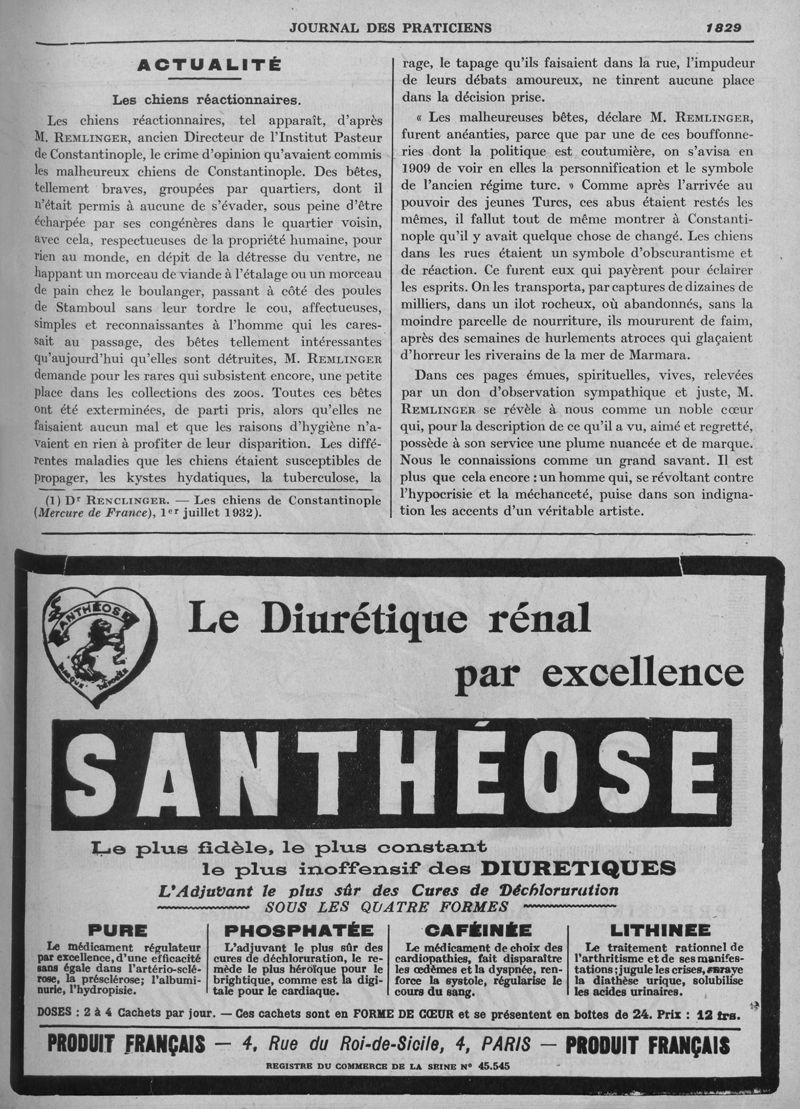 JOURNAL DES PRATICIENS 1829
ACTUALITÉ
Les chiens réactionnaires.
Les chiens réactionnaires, tel apparaît, d'après
M. REMLINGER, ancien Directeur de l'Institut Pasteur
de Constantinople, le crime d'opinion qu'avaient commis
les malheureux chiens de Constantinople. Des bêtes,
tellement braves, groupées par quartiers, dont il
n'était permis à aucune de s'évader, sous peine d'être
écharpée par ses congénères dans le quartier voisin,
avec cela, respectueuses de la propriété humaine, pour
rien au monde, en dépit de la détresse du ventre, ne
happant un morceau de viande à l'étalage ou un morceau
de pain chez le boulanger, passant à côté des poules
de Stamboul sans leur tordre le cou, affectueuses,
simples et reconnaissantes à l'homme qui les cares-
sait au passage, des bêtes tellement intéressantes
qu'aujourd'hui qu'elles sont détruites, M. REMLINGER
demande pour les rares qui subsistent encore, une petite
place dans les collections des zoos. Toutes ces bêtes
ont été exterminées, de parti pris, alors qu'elles ne
faisaient aucun mal et que les raisons d'hygiène n'a-
vaient en rien à profiter de leur disparition. Les diffé-
rentes maladies que les chiens étaient susceptibles de
propager, les kystes hydatiques, la tuberculose, la
(1) Dr RENCLINGER. — Les chiens de Constantinople
(Mercure de France), 1er juillet 1932).
rage, le tapage qu'ils faisaient dans la rue, l'impudeur
de leurs débats amoureux, ne tinrent aucune place
dans la décision prise.
« Les malheureuses bêtes, déclare M. REMLINGER,
furent anéanties, parce que par une de ces bouffonne-
ries dont la politique est coutumière, on s'avisa en
1909 de voir en elles la personnification et le symbole
de l'ancien régime turc. » Comme après l'arrivée au
pouvoir des jeunes Turcs, ces abus étaient restés les
mêmes, il fallut tout de même montrer à Constanti-
nople qu'il y avait quelque chose de changé. Les chiens
dans les rues étaient un symbole d'obscurantisme et
de réaction. Ce furent eux qui payèrent pour éclairer
les esprits. On les transporta, par captures de dizaines de
milliers, dans un ilot rocheux, où abandonnés, sans la
moindre parcelle de nourriture, ils moururent de faim,
après des semaines de hurlements atroces qui glaçaient
d'horreur les riverains de la mer de Marmara.
Dans ces pages émues, spirituelles, vives, relevées
par un don d'observation sympathique et juste, M.
REMLINGER se révèle à nous comme un noble cœur
qui, pour la description de ce qu'il a vu, aimé et regretté,
possède à son service une plume nuancée et de marque.
Nous le connaissions comme un grand savant. Il est
plus que cela encore : un homme qui, se révoltant contre
l'hypocrisie et la méchanceté, puise dans son indigna-
tion les accents d'un véritable artiste.
SANTHÉOSE
MARQUE DÉPOSÉE
Le Diurétique rénal
par excellence
SANTHÉOSE
Le plus fidèle, le plus constant
le plus inoffensif des DIURETIQUES
L'Adjuvant le plus sûr des Cures de Déchloruration
SOUS LES QUATRE FORMES
PURE
Le médicament régulateur
par excellence, d'une efficacité
sans égale dans l'artério-sclé-
rose, la présclérose; l'albumi-
nurie, l'hydropisie.
PHOSPHATÉE
L'adjuvant le plus sûr des
cures de déchloruration, le re-
mède le plus héroïque pour le
brightique, comme est la digi-
tale pour le cardiaque.
CAFÉINÉE
Le médicament de choix des
cardiopathies, fait disparaître
les œdèmes et la dyspnée, ren-
force la systole, régularise le
cours du sang.
LITHINEE
Le traitement rationnel de
l'arthritisme et de ses manifes-
tations; jugule les crises, enraye
la diathèse urique, solubilise
les acides urinaires.
DOSES : 2 à 4 Cachets par jour. — Ces cachets sont en FORME DE CŒUR et se présentent en boîtes de 24. Prix : 12 frs.
PRODUIT FRANÇAIS — 4, Rue du Roi-de-Sicile, 4, PARIS — PRODUIT FRANÇAIS
REGISTRE DU COMMERCE DE LA SEINE N° 45.545